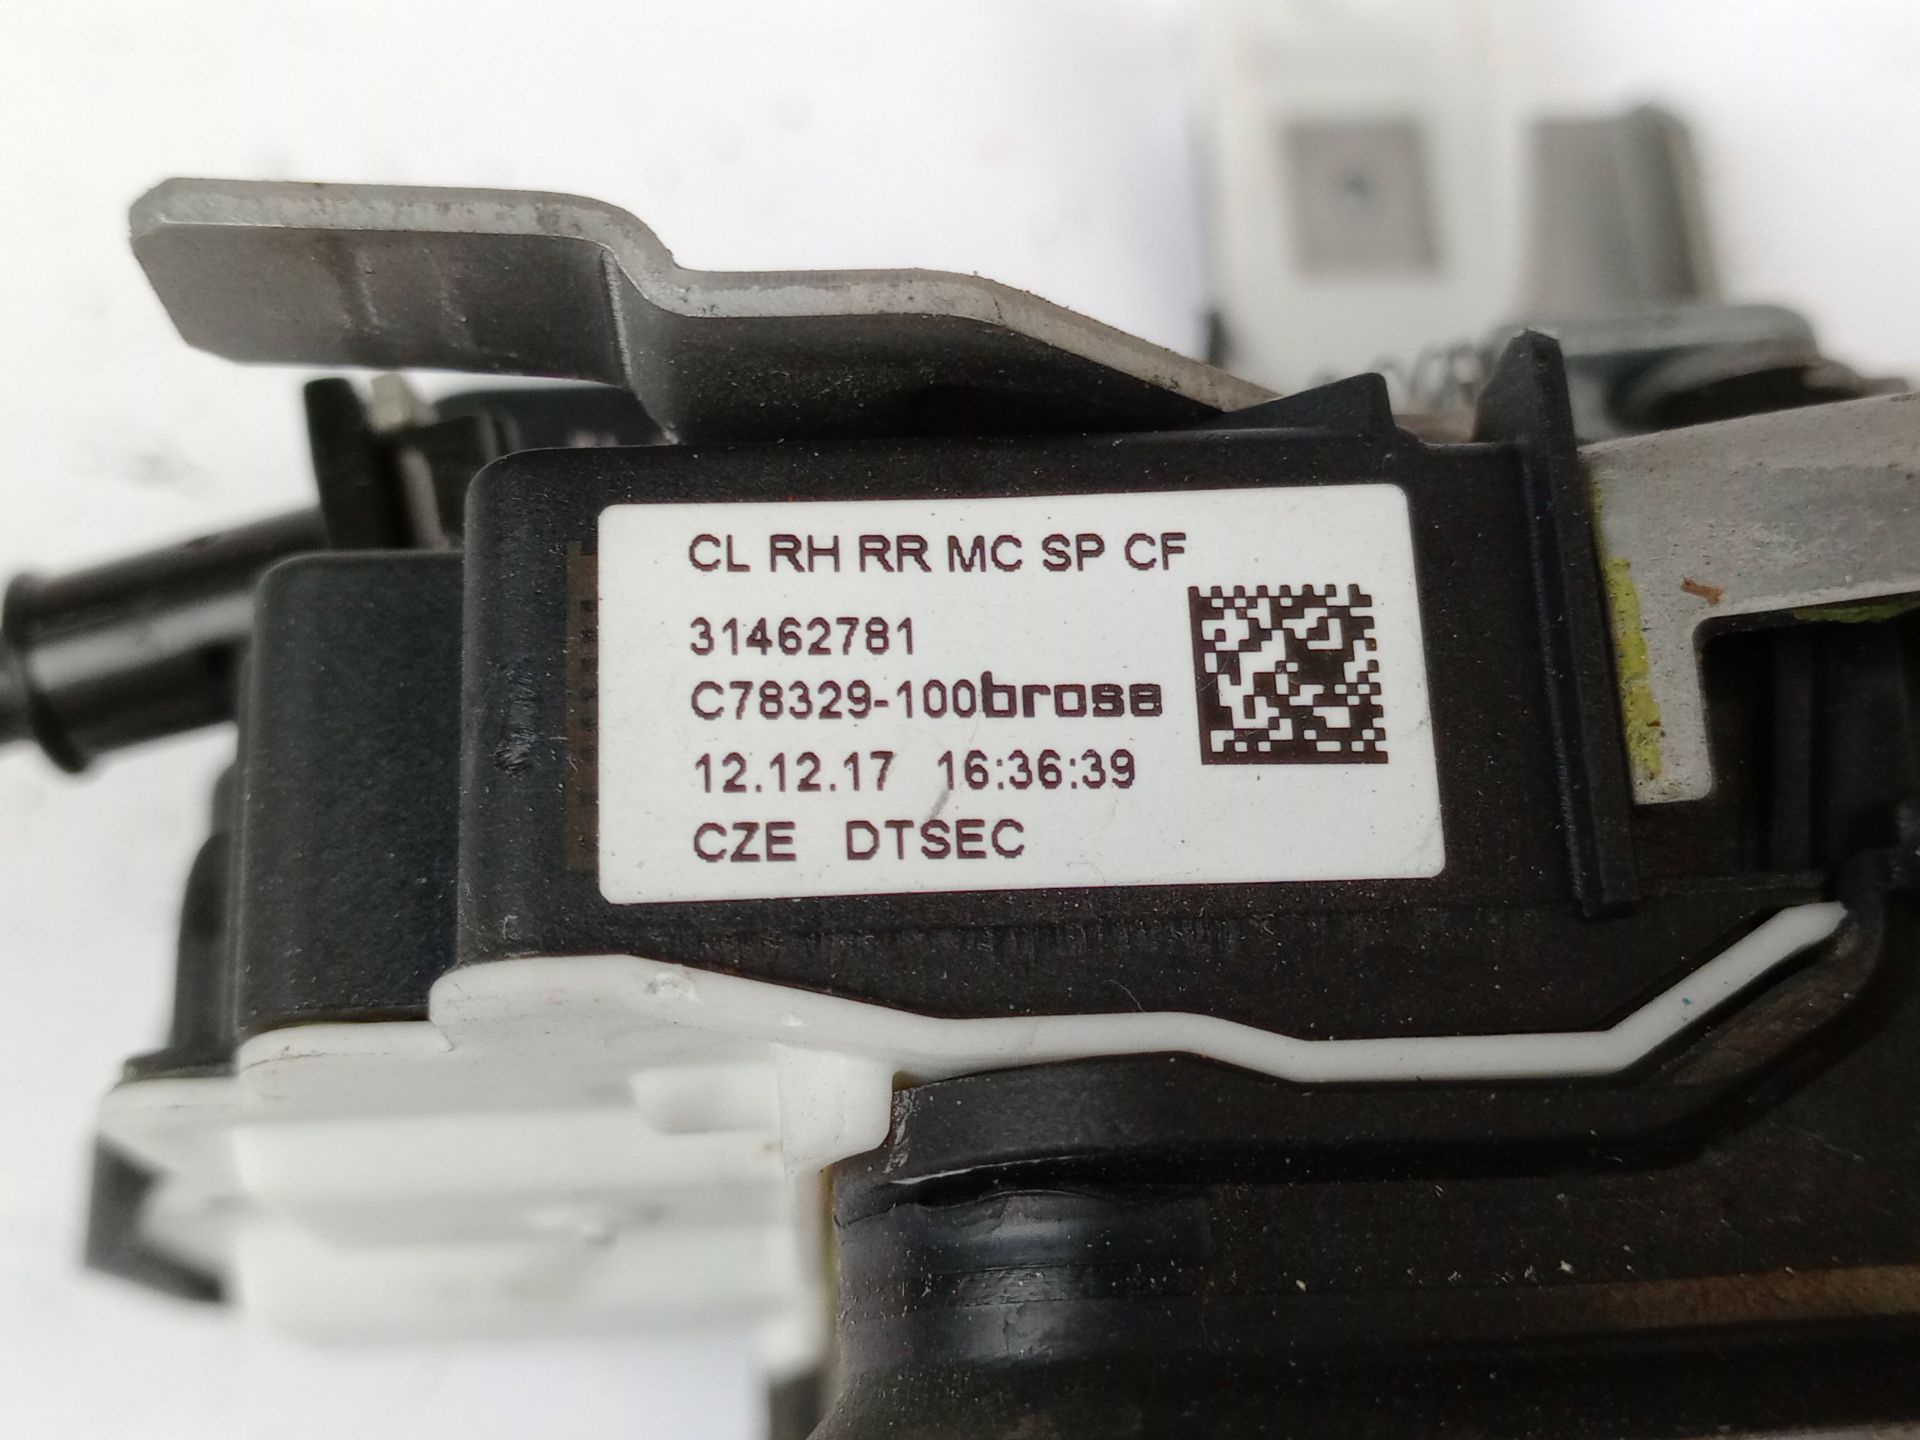 CL RH RR MC SP CF
31462781
C78329-100brose
12.12.17 16:36:39
CZE DTSEC